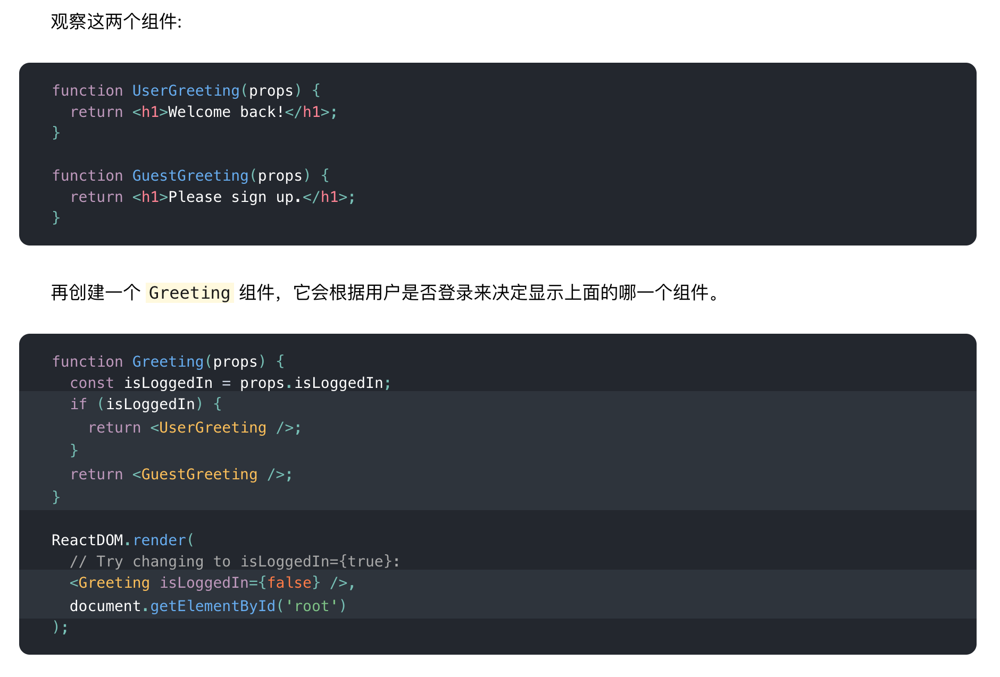 观察这两个组件:
function UserGreeting(props) {
  return <h1>Welcome back!</h1>;
}
function GuestGreeting(props) {
  return <h1>Please sign up.</h1>;
}
再创建一个 Greeting 组件，它会根据用户是否登录来决定显示上面的哪一个组件。
function Greeting(props) {
  const isLoggedIn = props.isLoggedIn;
  if (isLoggedIn) {
    return <UserGreeting />;
  }
  return <GuestGreeting />;
}
ReactDOM.render(
  // Try changing to isLoggedIn={true}:
  <Greeting isLoggedIn={false} />,
  document.getElementById('root')
);